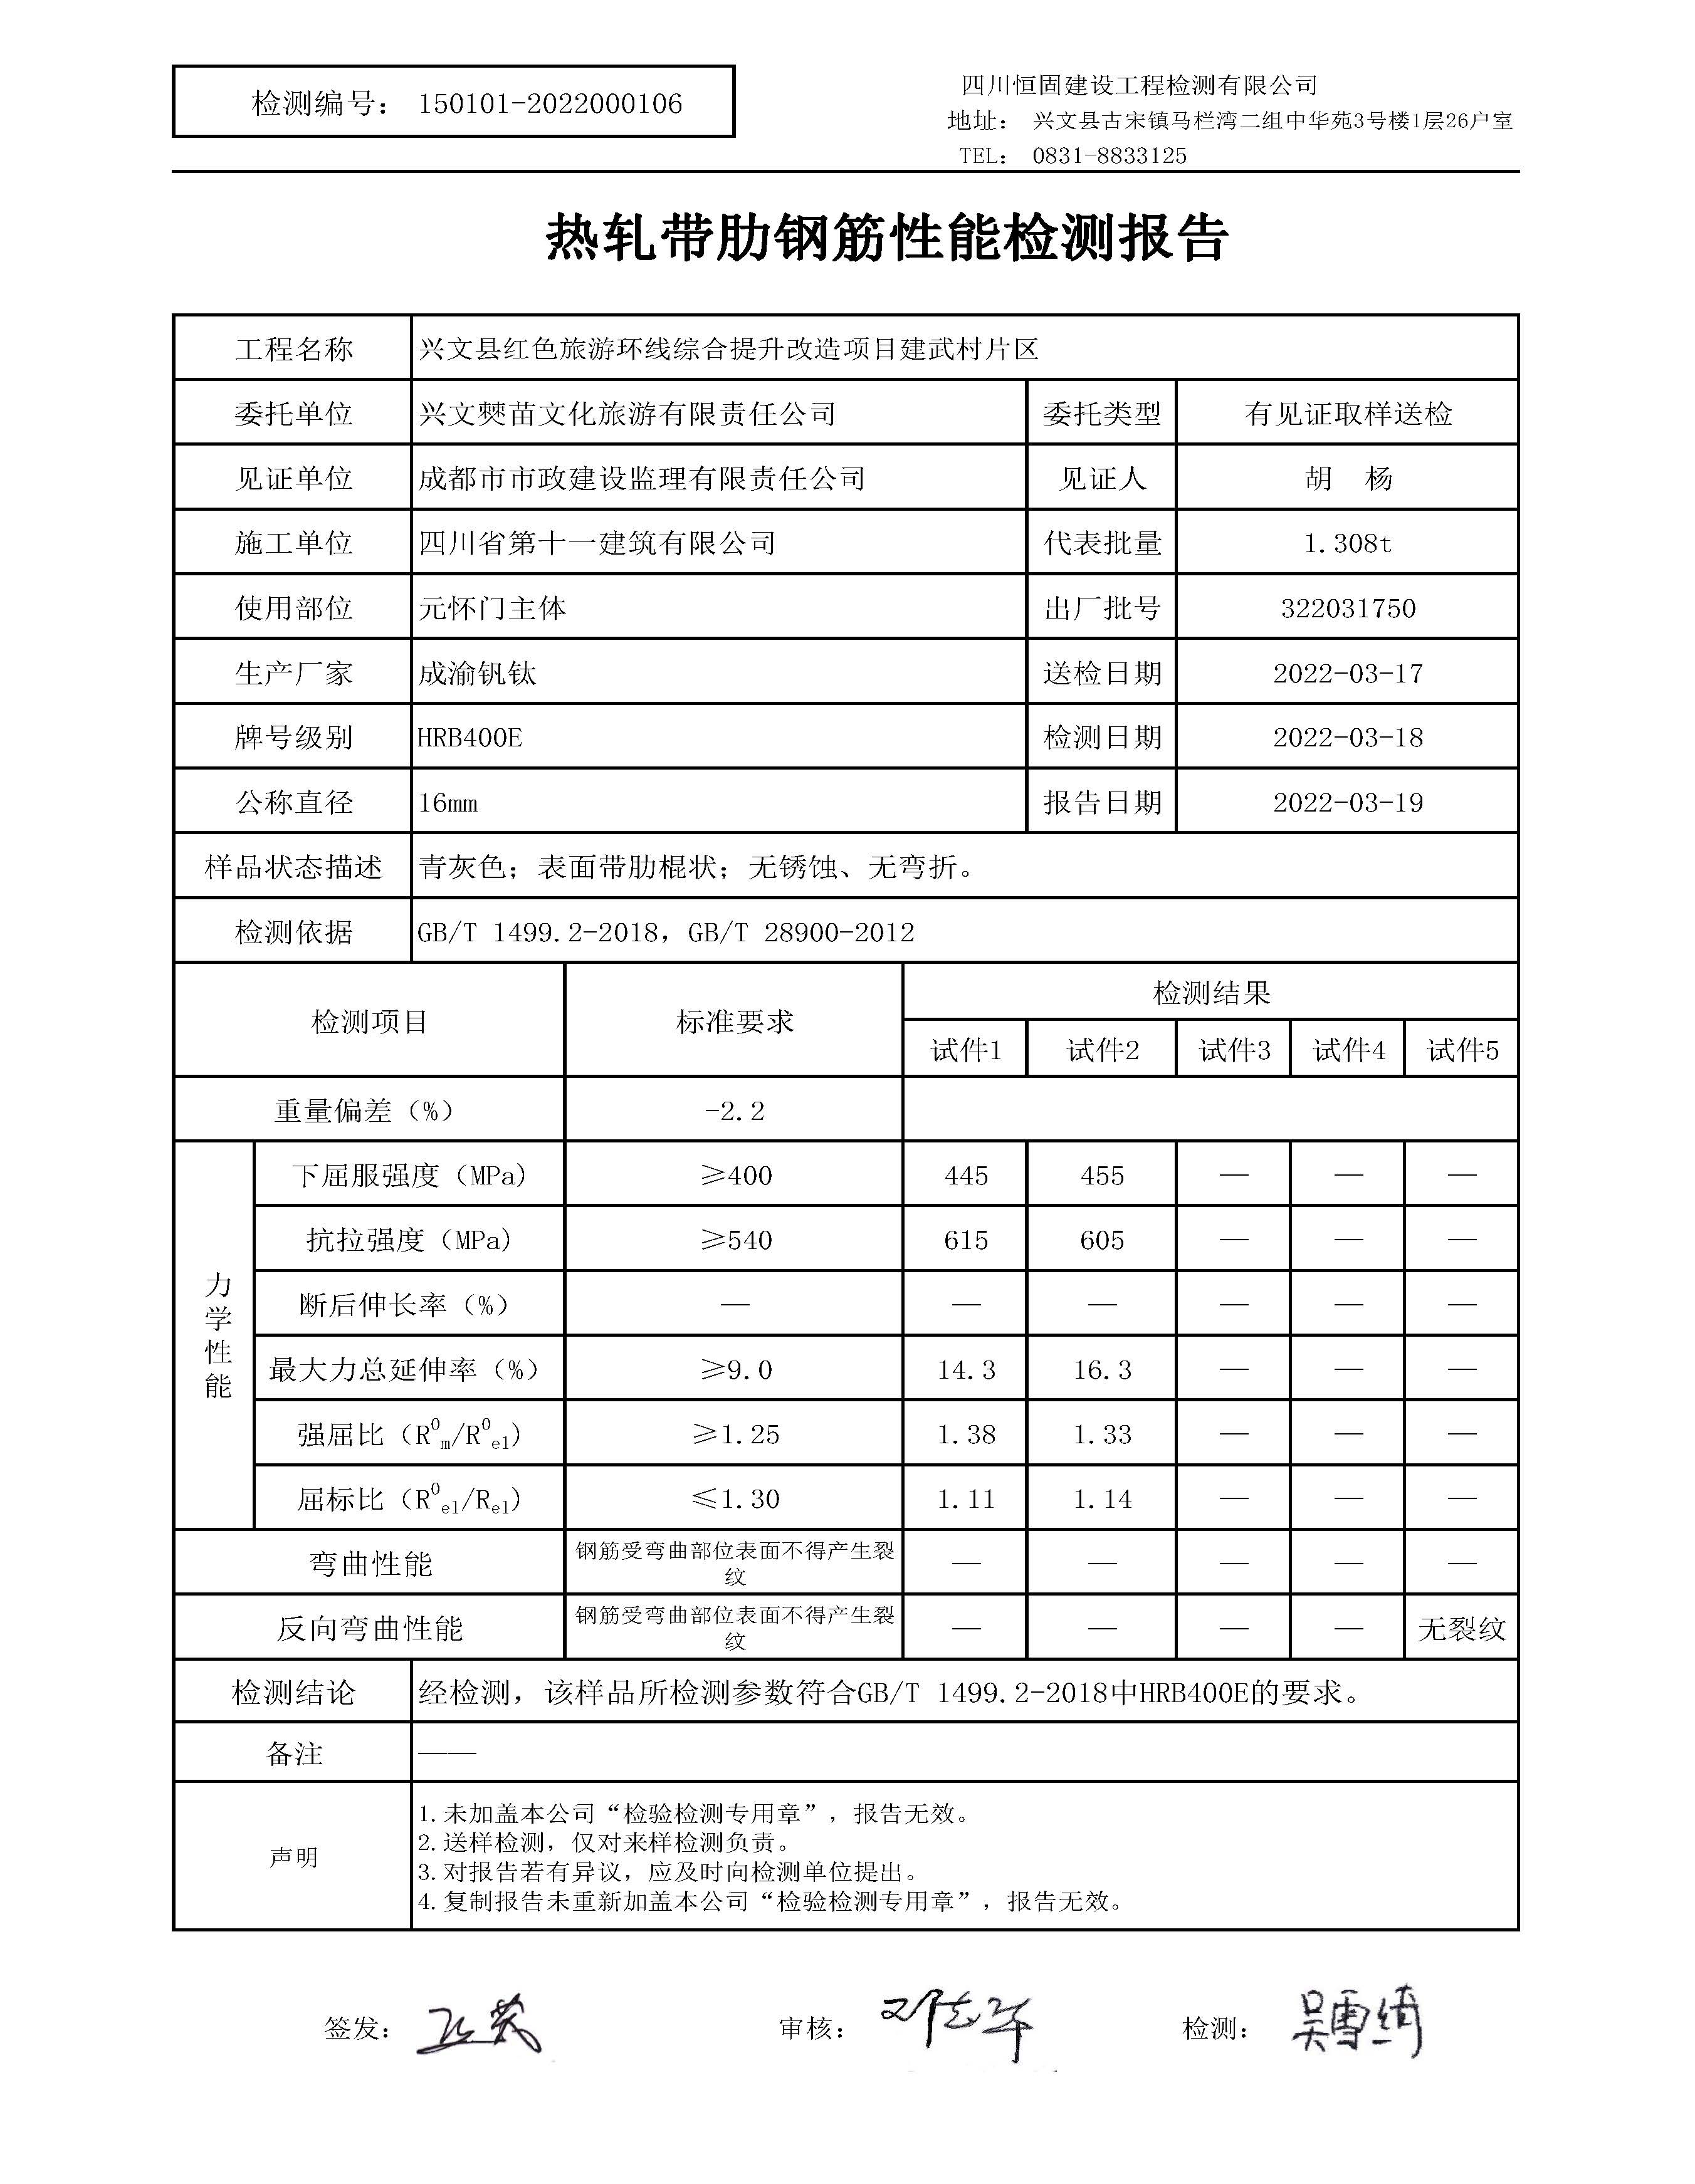 检测编号： 150101-2022000106
四川恒固建设工程检测有限公司
地址： 兴文县古宋镇马栏湾二组中华苑3号楼1层26户室
TEL： 0831-8833125
热轧带肋钢筋性能检测报告
工程名称 兴文县红色旅游环线综合提升改造项目建武村片区
委托单位 兴文僰苗文化旅游有限责任公司 委托类型 有见证取样送检
见证单位 成都市市政建设监理有限责任公司 见证人 胡 杨
施工单位 四川省第十一建筑有限公司 代表批量 1.308t
使用部位 元怀门主体 出厂批号 322031750
生产厂家 成渝钒钛 送检日期 2022-03-17
牌号级别 HRB400E 检测日期 2022-03-18
公称直径 16mm 报告日期 2022-03-19
样品状态描述 青灰色；表面带肋棍状；无锈蚀、无弯折。
检测依据 GB/T 1499.2-2018，GB/T 28900-2012
检测项目 标准要求 检测结果
试件1 试件2 试件3 试件4 试件5
重量偏差（%） -2.2
力学性能
下屈服强度（MPa） ≥400 445 455 — — —
抗拉强度（MPa） ≥540 615 605 — — —
断后伸长率（%） — — — — — —
最大力总延伸率（%） ≥9.0 14.3 16.3 — — —
强屈比（R⁰m/R⁰el） ≥1.25 1.38 1.33 — — —
屈标比（R⁰el/Rel） ≤1.30 1.11 1.14 — — —
弯曲性能 钢筋受弯曲部位表面不得产生裂纹 — — — — —
反向弯曲性能 钢筋受弯曲部位表面不得产生裂纹 — — — — 无裂纹
检测结论 经检测，该样品所检测参数符合GB/T 1499.2-2018中HRB400E的要求。
备注 ——
声明
1.未加盖本公司“检验检测专用章”，报告无效。
2.送样检测，仅对来样检测负责。
3.对报告若有异议，应及时向检测单位提出。
4.复制报告未重新加盖本公司“检验检测专用章”，报告无效。
签发： 审核： 邓志华 检测： 吴雪绮